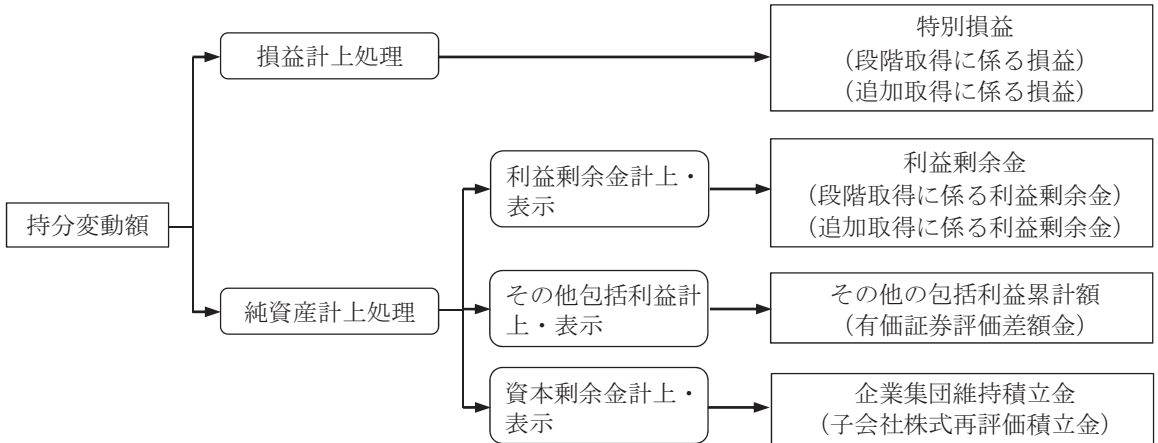 持分変動額
損益計上処理
特別損益
(段階取得に係る損益)
(追加取得に係る損益)
純資産計上処理
利益剰余金計上・
表示
利益剰余金
(段階取得に係る利益剰余金)
(追加取得に係る利益剰余金)
その他包括利益計
上・表示
その他の包括利益累計額
(有価証券評価差額金)
資本剰余金計上・
表示
企業集団維持積立金
(子会社株式再評価積立金)